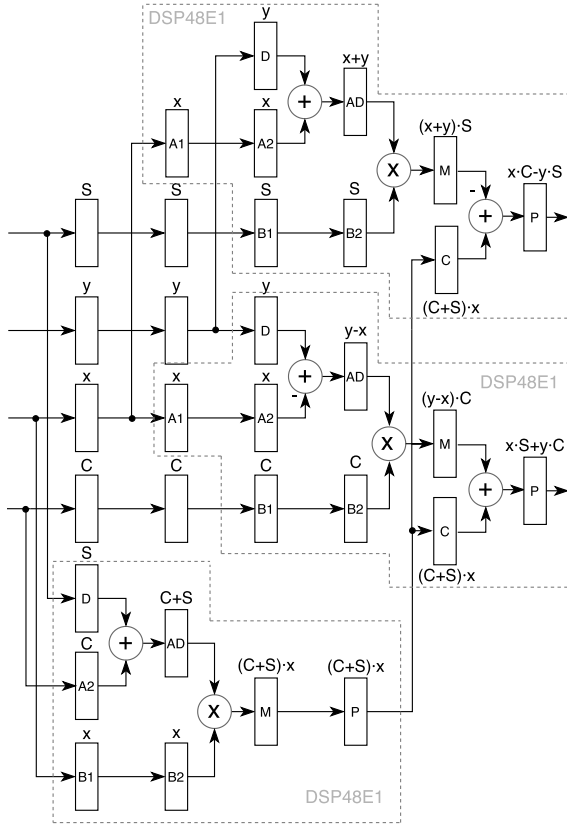 DSP48E1
y
D
x+y
+
AD
x
x
A1
A2
(x+y)·S
X
M
x·C-y·S
-
+
P
S
S
S
S
B1
B2
C
(C+S)·x
y
y
y
D
y-x
+
AD
-
DSP48E1
x
x
x
A1
A2
(y-x)·C
X
M
x·S+y·C
+
P
C
C
C
C
B1
B2
C
(C+S)·x
S
D
C+S
+
AD
C
A2
(C+S)·x
(C+S)·x
X
M
P
x
x
B1
B2
DSP48E1